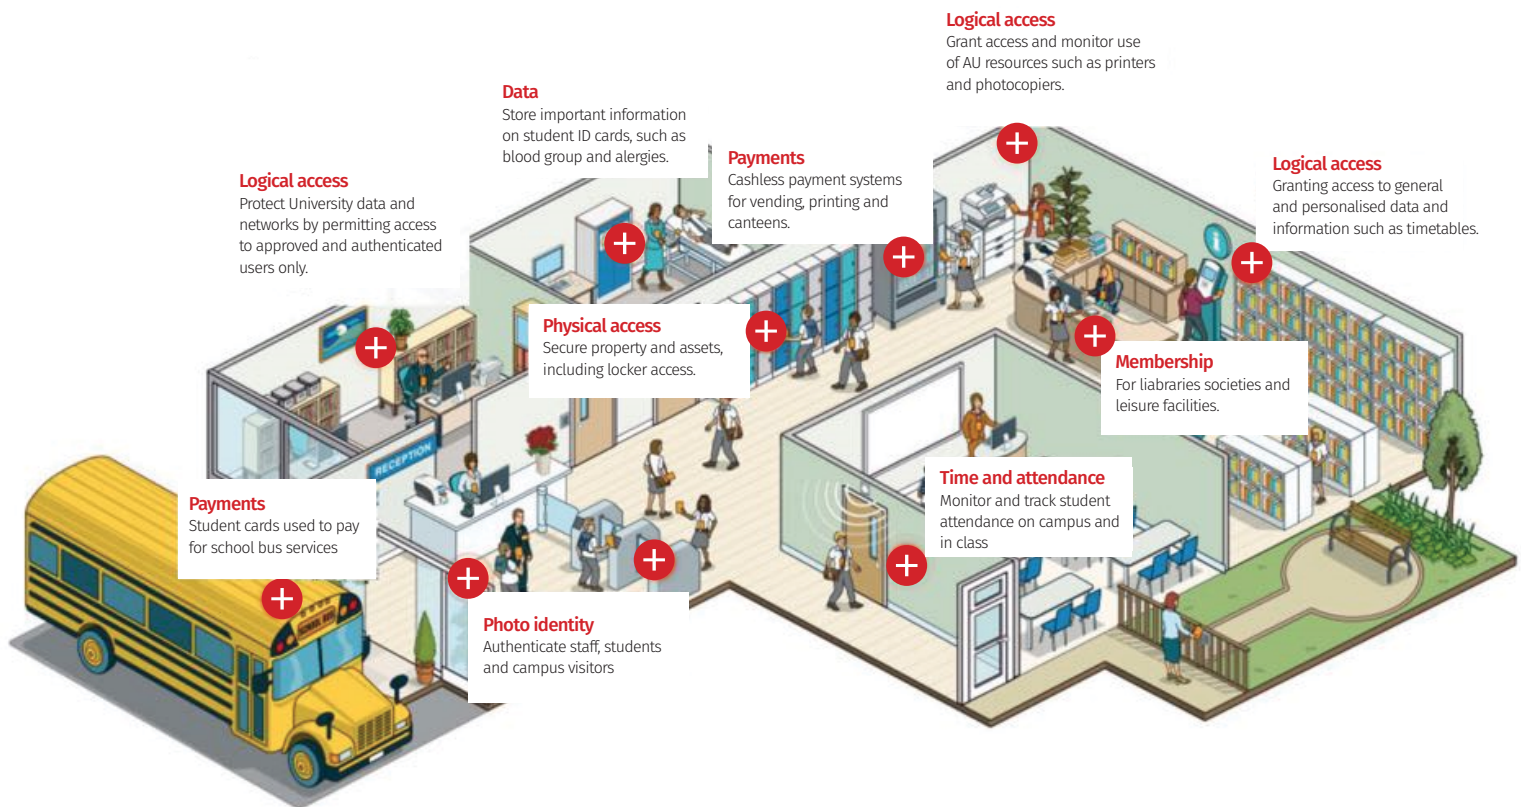 Logical access
Grant access and monitor use
of AU resources such as printers
and photocopiers.
Data
Store important information
on student ID cards, such as
blood group and alergies.
Payments
Cashless payment systems
for vending, printing and
canteens.
Logical access
Granting access to general
and personalised data and
information such as timetables.
Logical access
Protect University data and
networks by permitting access
to approved and authenticated
users only.
Physical access
Secure property and assets,
including locker access.
Membership
For liabraries societies and
leisure facilities.
RECEPTION
Time and attendance
Monitor and track student
attendance on campus and
in class
Payments
Student cards used to pay
for school bus services
SCHOOL BUS
Photo identity
Authenticate staff, students
and campus visitors
i